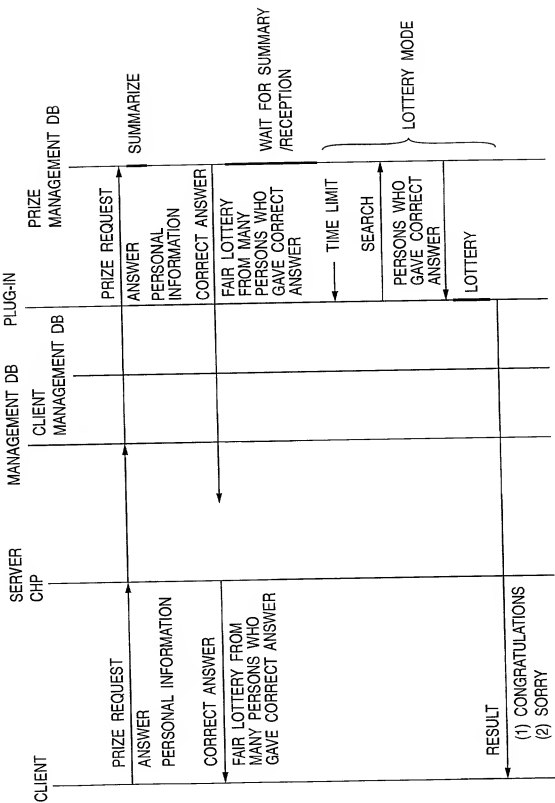 CLIENT
SERVER
CHP
MANAGEMENT DB
CLIENT
MANAGEMENT DB
PLUG-IN
PRIZE
MANAGEMENT DB
PRIZE REQUEST
ANSWER
PERSONAL INFORMATION
CORRECT ANSWER
FAIR LOTTERY FROM
MANY PERSONS WHO
GAVE CORRECT ANSWER
RESULT
(1) CONGRATULATIONS
(2) SORRY
PRIZE REQUEST
ANSWER
PERSONAL
INFORMATION
CORRECT ANSWER
FAIR LOTTERY
FROM MANY
PERSONS WHO
GAVE CORRECT
ANSWER
TIME LIMIT
SEARCH
PERSONS WHO
GAVE CORRECT
ANSWER
LOTTERY
SUMMARIZE
WAIT FOR SUMMARY
/RECEPTION
LOTTERY MODE